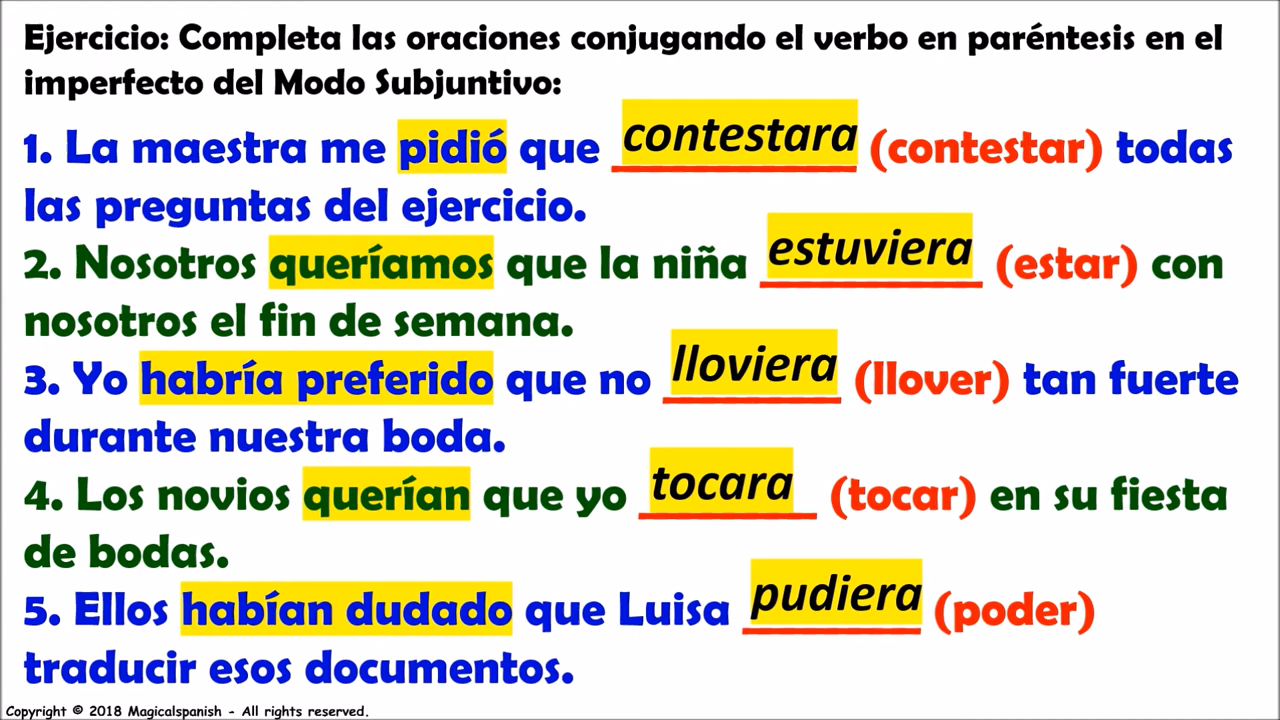 Ejercicio: Completa las oraciones conjugando el verbo en paréntesis en el
imperfecto del Modo Subjuntivo:
1. La maestra me pidió que contestara (contestar) todas
las preguntas del ejercicio.
2. Nosotros queríamos que la niña estuviera (estar) con
nosotros el fin de semana.
3. Yo habría preferido que no lloviera (llover) tan fuerte
durante nuestra boda.
4. Los novios querían que yo tocara (tocar) en su fiesta
de bodas.
5. Ellos habían dudado que Luisa pudiera (poder)
traducir esos documentos.
Copyright © 2018 Magicalspanish - All rights reserved.